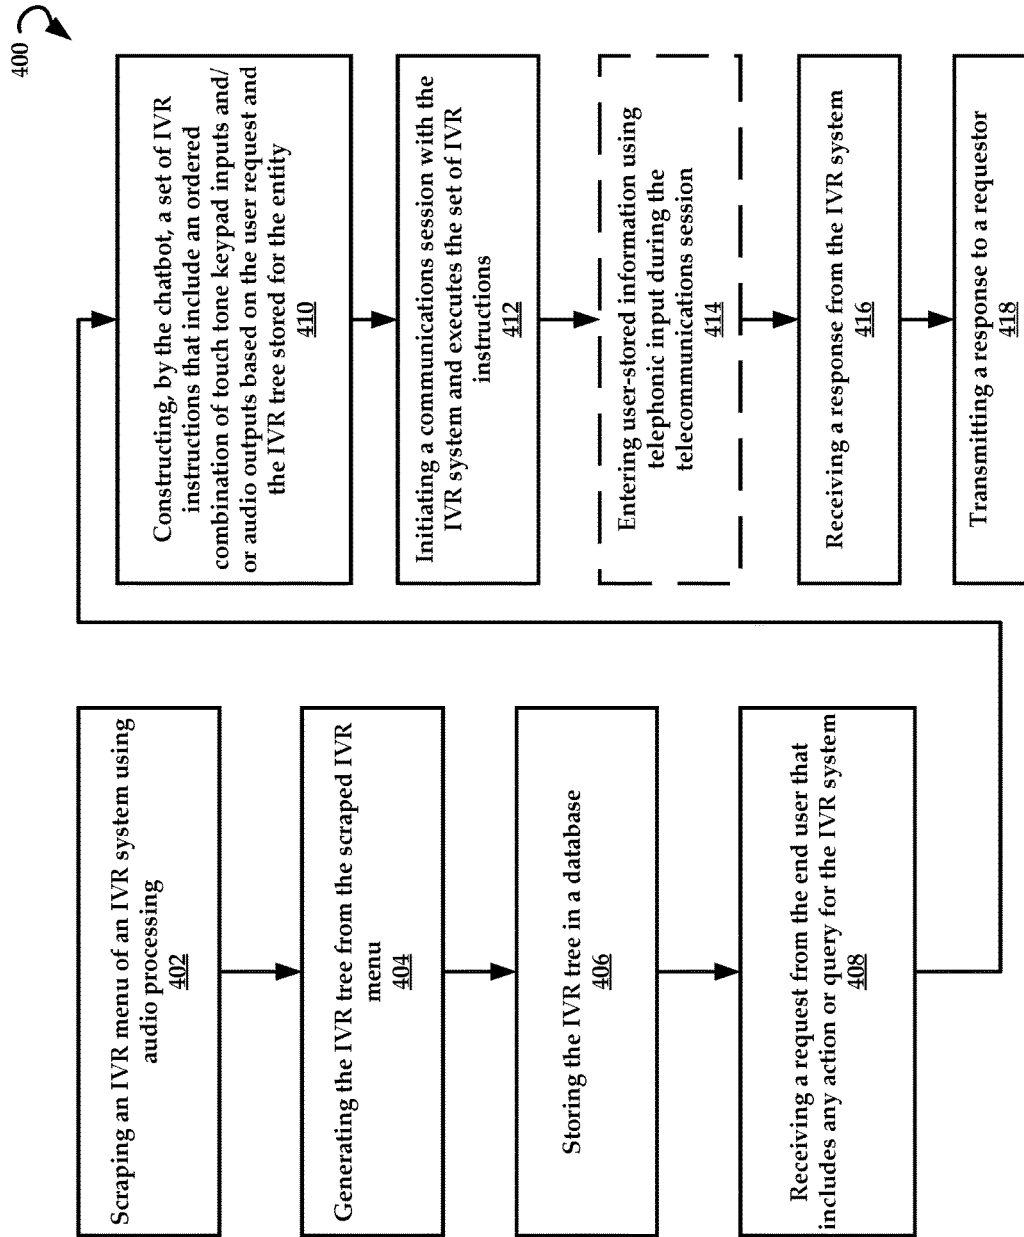 400
Scraping an IVR menu of an IVR system using
audio processing
402
Generating the IVR tree from the scraped IVR
menu
404
Storing the IVR tree in a database
406
Receiving a request from the end user that
includes any action or query for the IVR system
408
Constructing, by the chatbot, a set of IVR
instructions that include an ordered
combination of touch tone keypad inputs and/
or audio outputs based on the user request and
the IVR tree stored for the entity
410
Initiating a communications session with the
IVR system and executes the set of IVR
instructions
412
Entering user-stored information using
telephonic input during the
telecommunications session
414
Receiving a response from the IVR system
416
Transmitting a response to a requestor
418